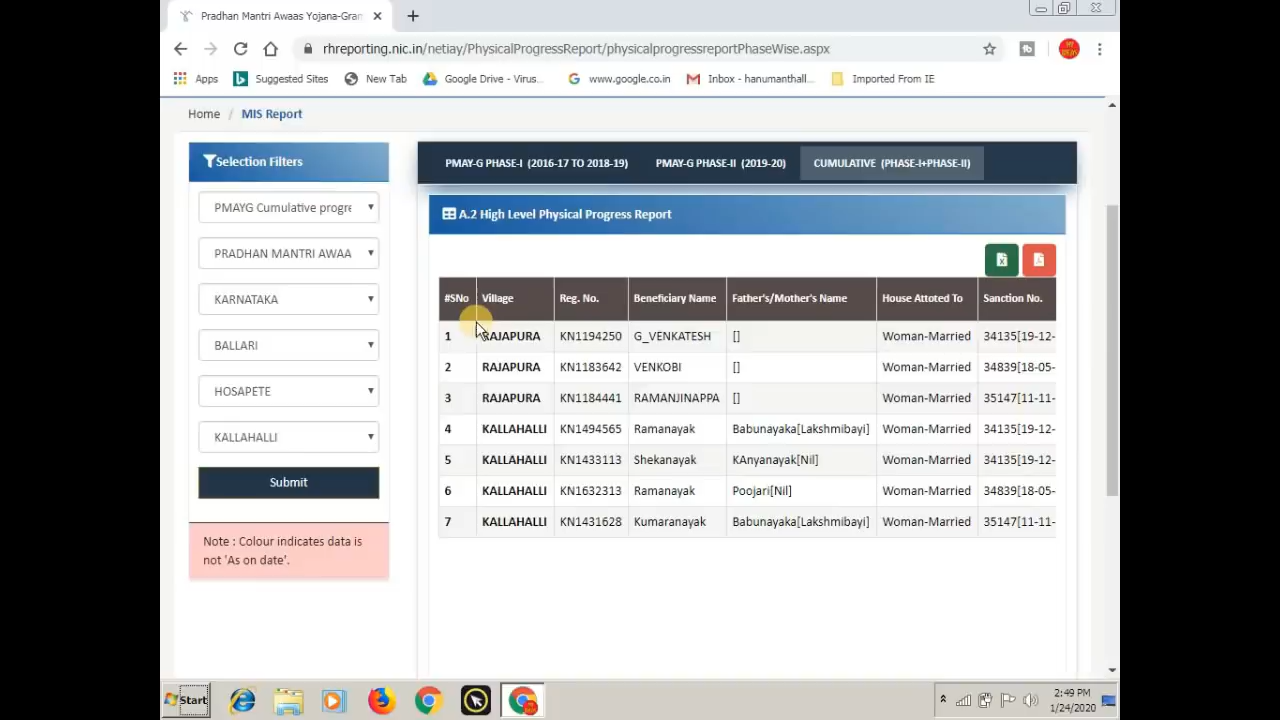 Pradhan Mantri Awaas Yojana-Gran
rhreporting.nic.in/netiay/PhysicalProgressReport/physicalprogressreportPhaseWise.aspx
Apps Suggested Sites New Tab Google Drive - Virus... www.google.co.in Inbox - hanumanthall... Imported From IE
Home / MIS Report
Selection Filters
PMAYG Cumulative progre
PRADHAN MANTRI AWAA
KARNATAKA
BALLARI
HOSAPETE
KALLAHALLI
Submit
Note : Colour indicates data is
not 'As on date'.
PMAY-G PHASE-I (2016-17 TO 2018-19) PMAY-G PHASE-II (2019-20) CUMULATIVE (PHASE-I+PHASE-II)
A.2 High Level Physical Progress Report
#SNo Village Reg. No. Beneficiary Name Father's/Mother's Name House Attoted To Sanction No.
1 RAJAPURA KN1194250 G_VENKATESH [] Woman-Married 34135[19-12-
2 RAJAPURA KN1183642 VENKOBI [] Woman-Married 34839[18-05-
3 RAJAPURA KN1184441 RAMANJINAPPA [] Woman-Married 35147[11-11-
4 KALLAHALLI KN1494565 Ramanayak Babunayaka[Lakshmibayi] Woman-Married 34135[19-12-
5 KALLAHALLI KN1433113 Shekanayak KAnyanayak[Nil] Woman-Married 34135[19-12-
6 KALLAHALLI KN1632313 Ramanayak Poojari[Nil] Woman-Married 34839[18-05-
7 KALLAHALLI KN1431628 Kumaranayak Babunayaka[Lakshmibayi] Woman-Married 35147[11-11-
Start
2:49 PM
1/24/2020